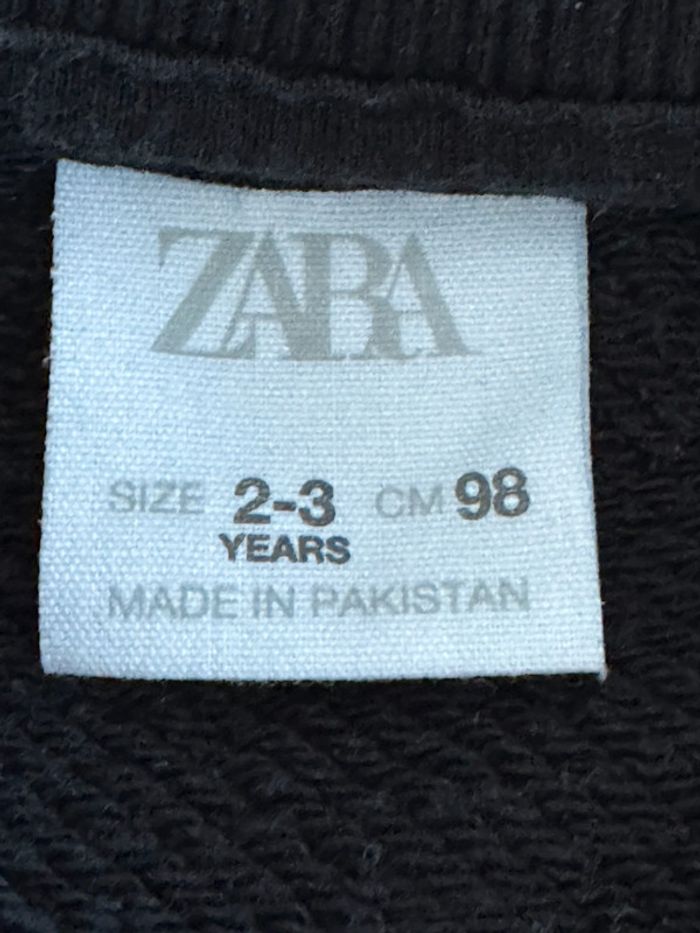 ZARA
SIZE 2-3 CM 98
YEARS
MADE IN PAKISTAN